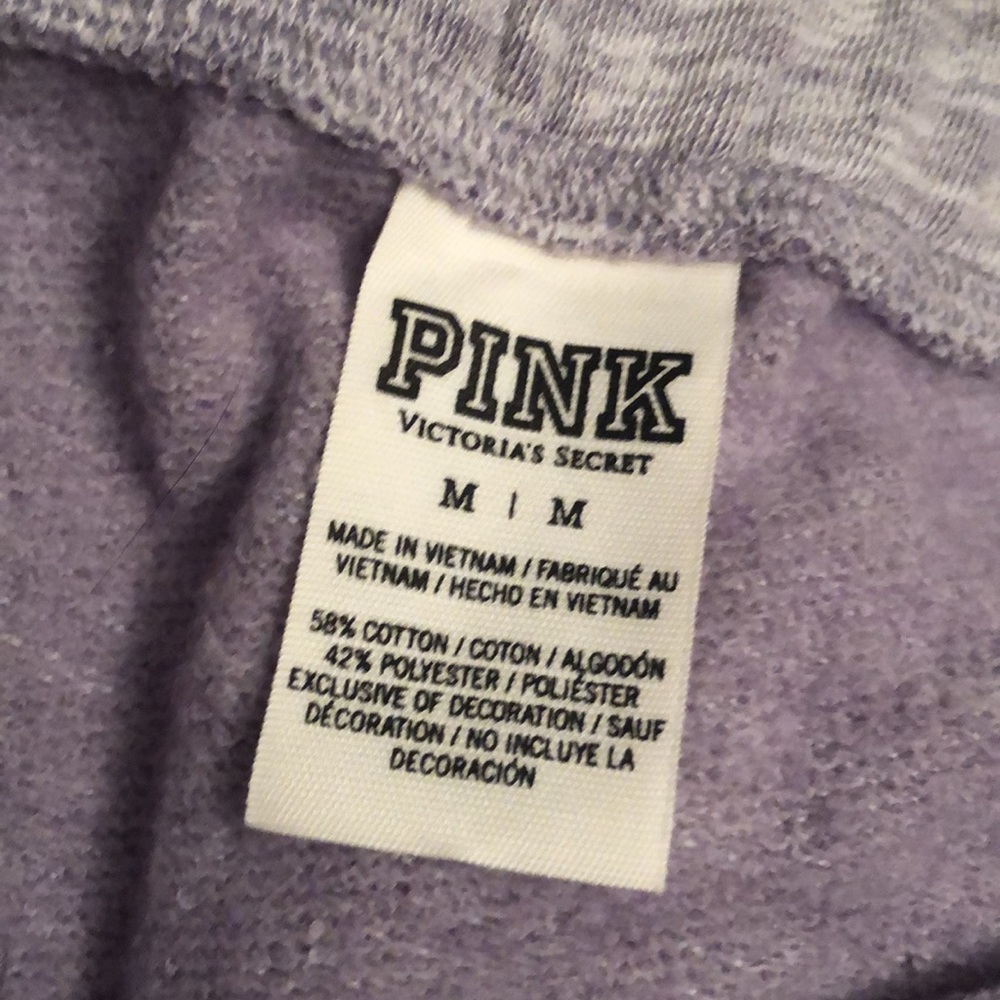 PINK
VICTORIA'S SECRET
M | M
MADE IN VIETNAM / FABRIQUÉ AU
VIETNAM / HECHO EN VIETNAM
58% COTTON / COTON / ALGODÓN
42% POLYESTER / POLIÉSTER
EXCLUSIVE OF DECORATION / SAUF
DÉCORATION / NO INCLUYE LA
DECORACIÓN